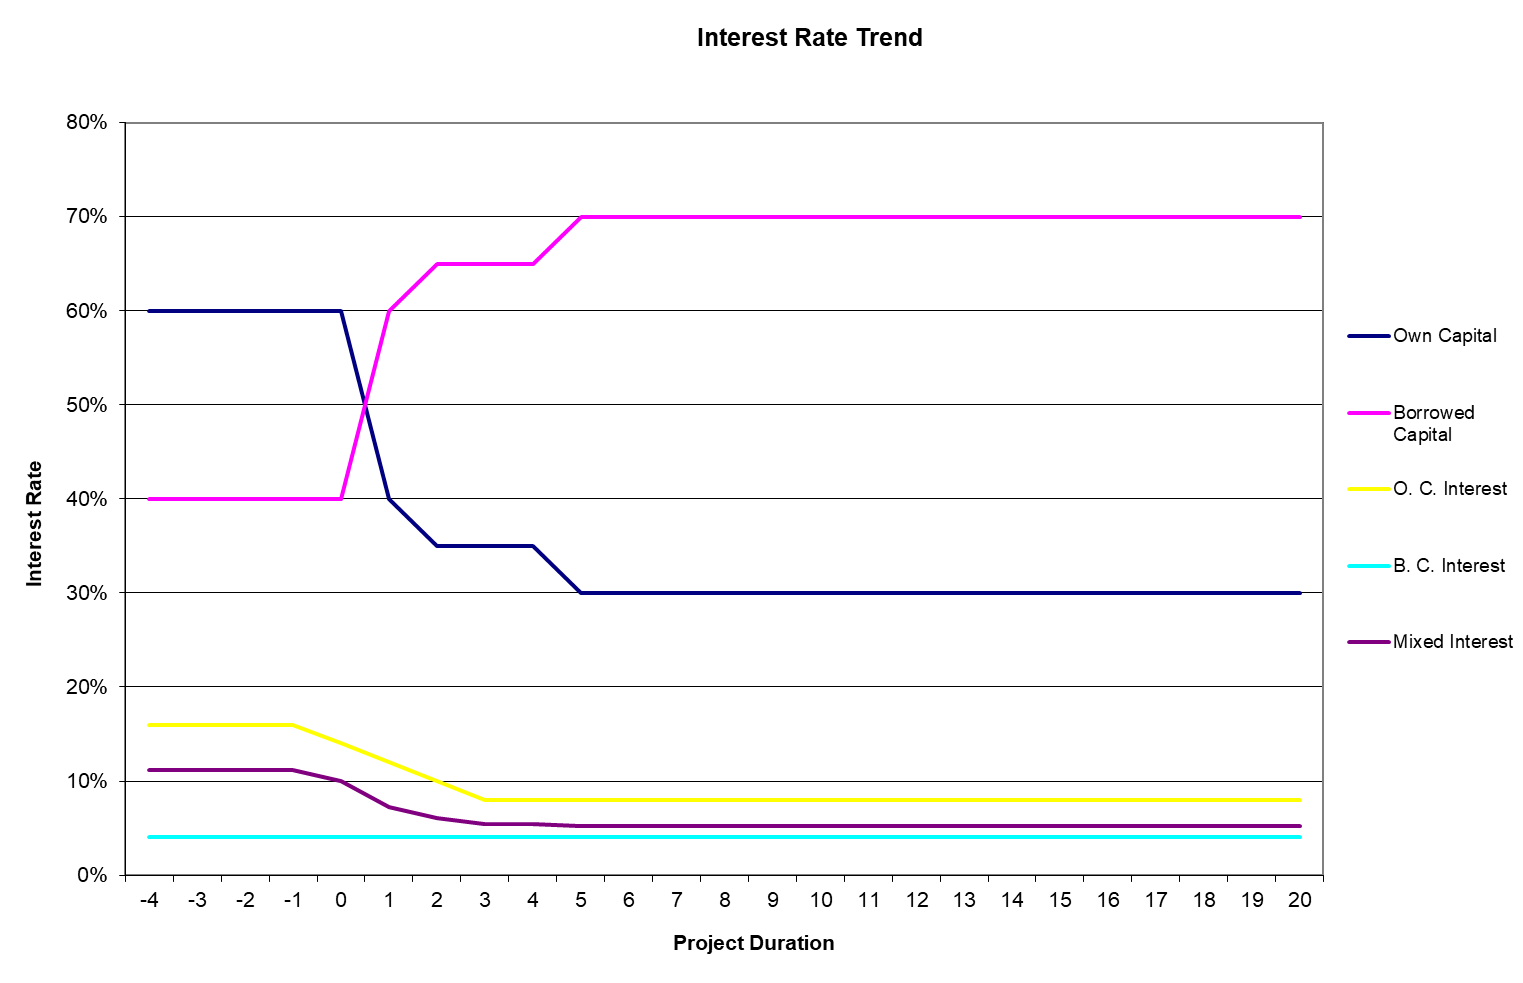 Interest Rate Trend
80%
70%
60%
50%
40%
30%
20%
10%
0%
Interest Rate
-4 -3 -2 -1 0 1 2 3 4 5 6 7 8 9 10 11 12 13 14 15 16 17 18 19 20
Project Duration
Own Capital
Borrowed
Capital
O. C. Interest
B. C. Interest
Mixed Interest